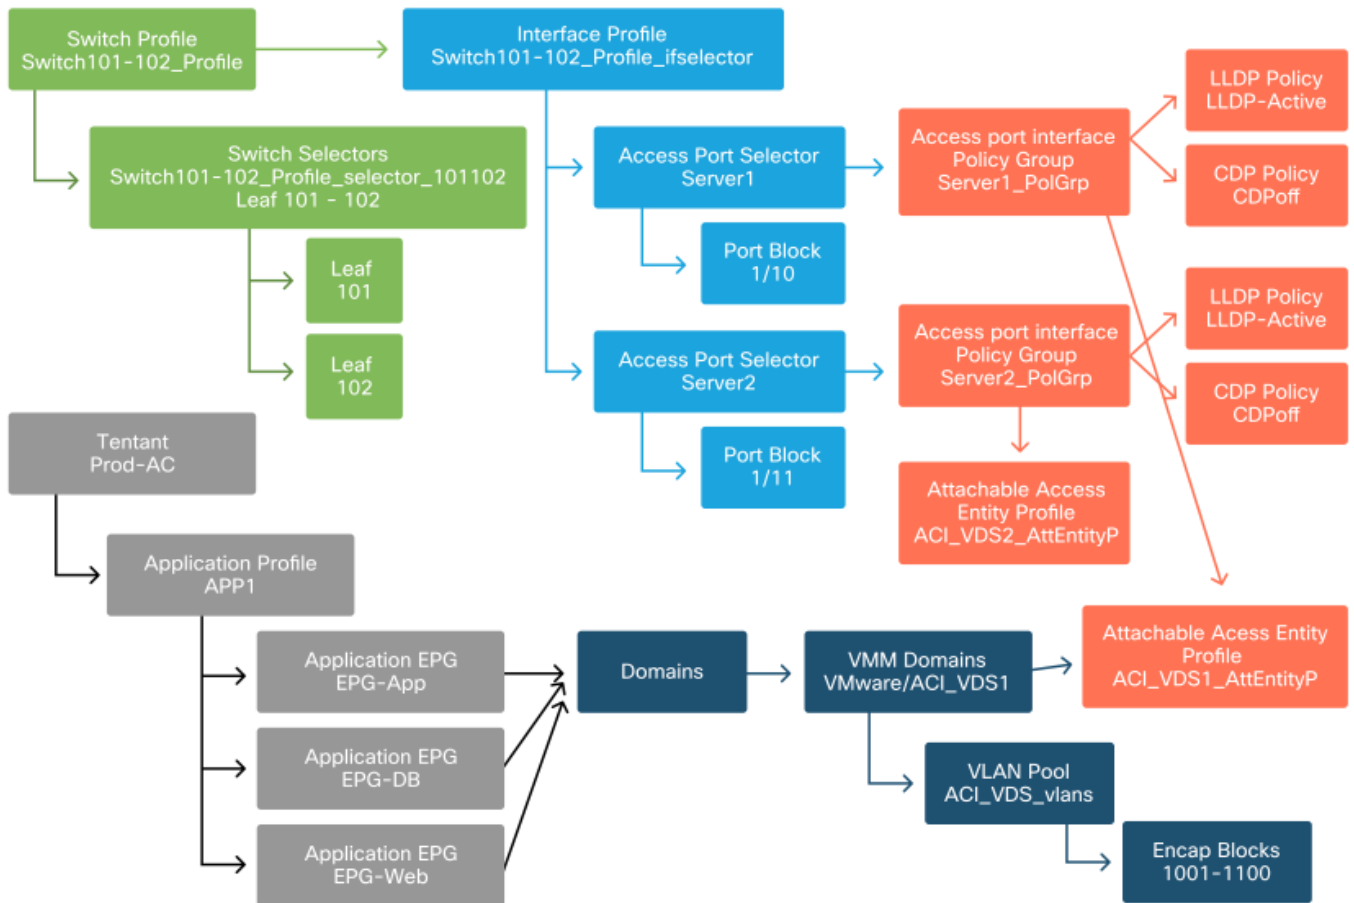 Switch Profile
Switch101-102_Profile
Interface Profile
Switch101-102_Profile_ifselector
LLDP Policy
LLDP-Active
Access port interface
Policy Group
Server1_PolGrp
Switch Selectors
Switch101-102_Profile_selector_101102
Leaf 101 - 102
Access Port Selector
Server1
CDP Policy
CDPoff
Leaf
101
Port Block
1/10
LLDP Policy
LLDP-Active
Access port interface
Policy Group
Server2_PolGrp
Leaf
102
Access Port Selector
Server2
CDP Policy
CDPoff
Tentant
Prod-AC
Port Block
1/11
Attachable Access
Entity Profile
ACI_VDS2_AttEntityP
Application Profile
APP1
Application EPG
EPG-App
Domains
VMM Domains
VMware/ACI_VDS1
Attachable Acess Entity
Profile
ACI_VDS1_AttEntityP
Application EPG
EPG-DB
VLAN Pool
ACI_VDS_vlans
Application EPG
EPG-Web
Encap Blocks
1001-1100